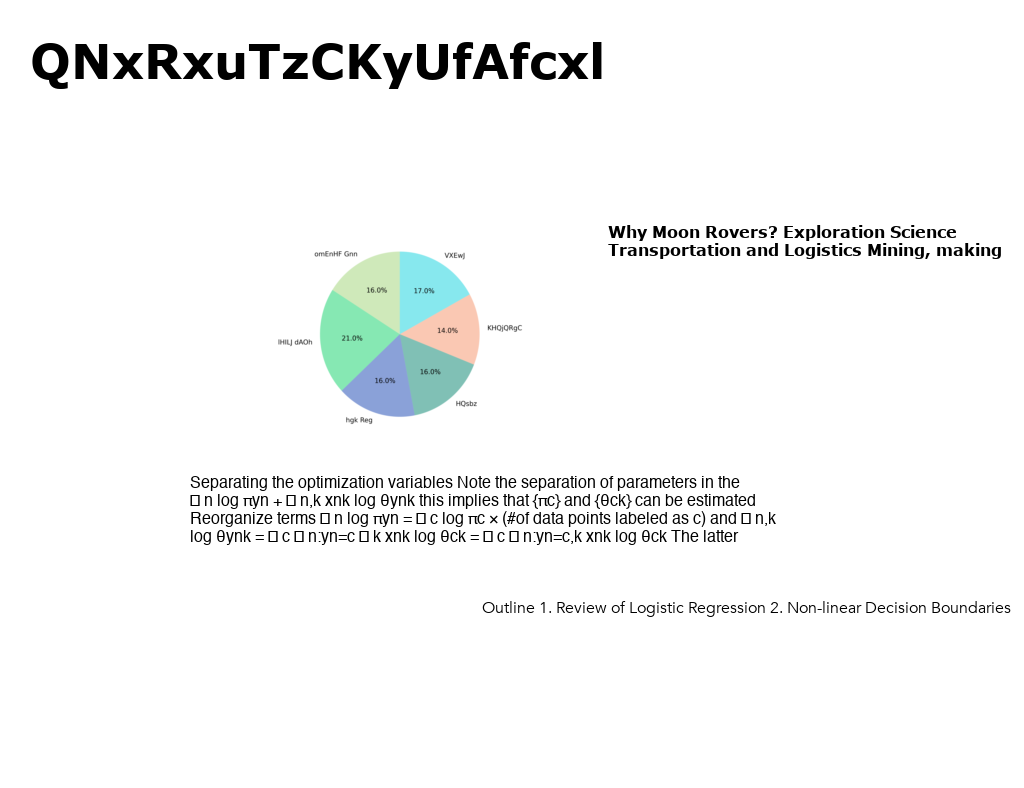 QNxRxuTzCKyUfAfcxl
Why Moon Rovers? Exploration Science
Transportation and Logistics Mining, making
omEnHF Gnn
VXEwJ
16.0%
17.0%
KHQjQRgC
14.0%
21.0%
lHlLJ dAOh
16.0%
16.0%
HQsbz
hgk Reg
Separating the optimization variables Note the separation of parameters in the
□ n log πyn + □ n,k xnk log θynk this implies that {πc} and {θck} can be estimated
Reorganize terms □ n log πyn = □ c log πc × (#of data points labeled as c) and □ n,k
log θynk = □ c □ n:yn=c □ k xnk log θck = □ c □ n:yn=c,k xnk log θck The latter
Outline 1. Review of Logistic Regression 2. Non-linear Decision Boundaries